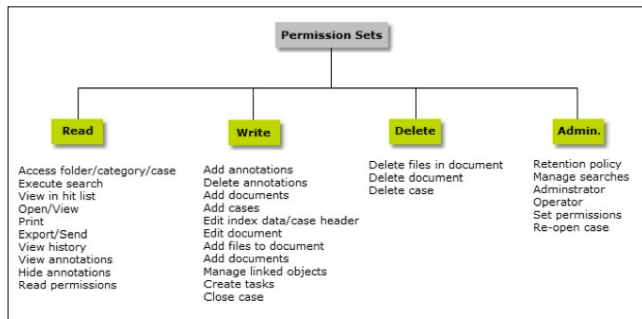 Permission Sets
Read
Write
Delete
Admin.
Access folder/category/case
Execute search
View in hit list
Open/View
Print
Export/Send
View history
View annotations
Hide annotations
Read permissions
Add annotations
Delete annotations
Add documents
Add cases
Edit index data/case header
Edit document
Add files to document
Add documents
Manage linked objects
Create tasks
Close case
Delete files in document
Delete document
Delete case
Retention policy
Manage searches
Adminstrator
Operator
Set permissions
Re-open case